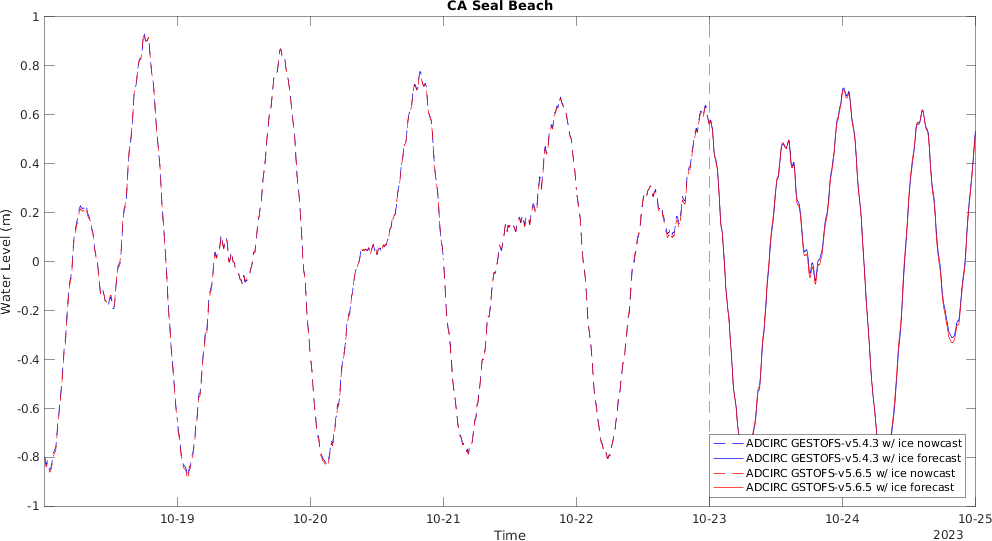 CA Seal Beach
1
0.8
0.6
0.4
0.2
0
-0.2
-0.4
-0.6
-0.8
-1
Water Level (m)
ADCIRC GESTOFS-v5.4.3 w/ ice nowcast
ADCIRC GESTOFS-v5.4.3 w/ ice forecast
ADCIRC GSTOFS-v5.6.5 w/ ice nowcast
ADCIRC GSTOFS-v5.6.5 w/ ice forecast
10-19 10-20 10-21 10-22 10-23 10-24 10-25
Time
2023